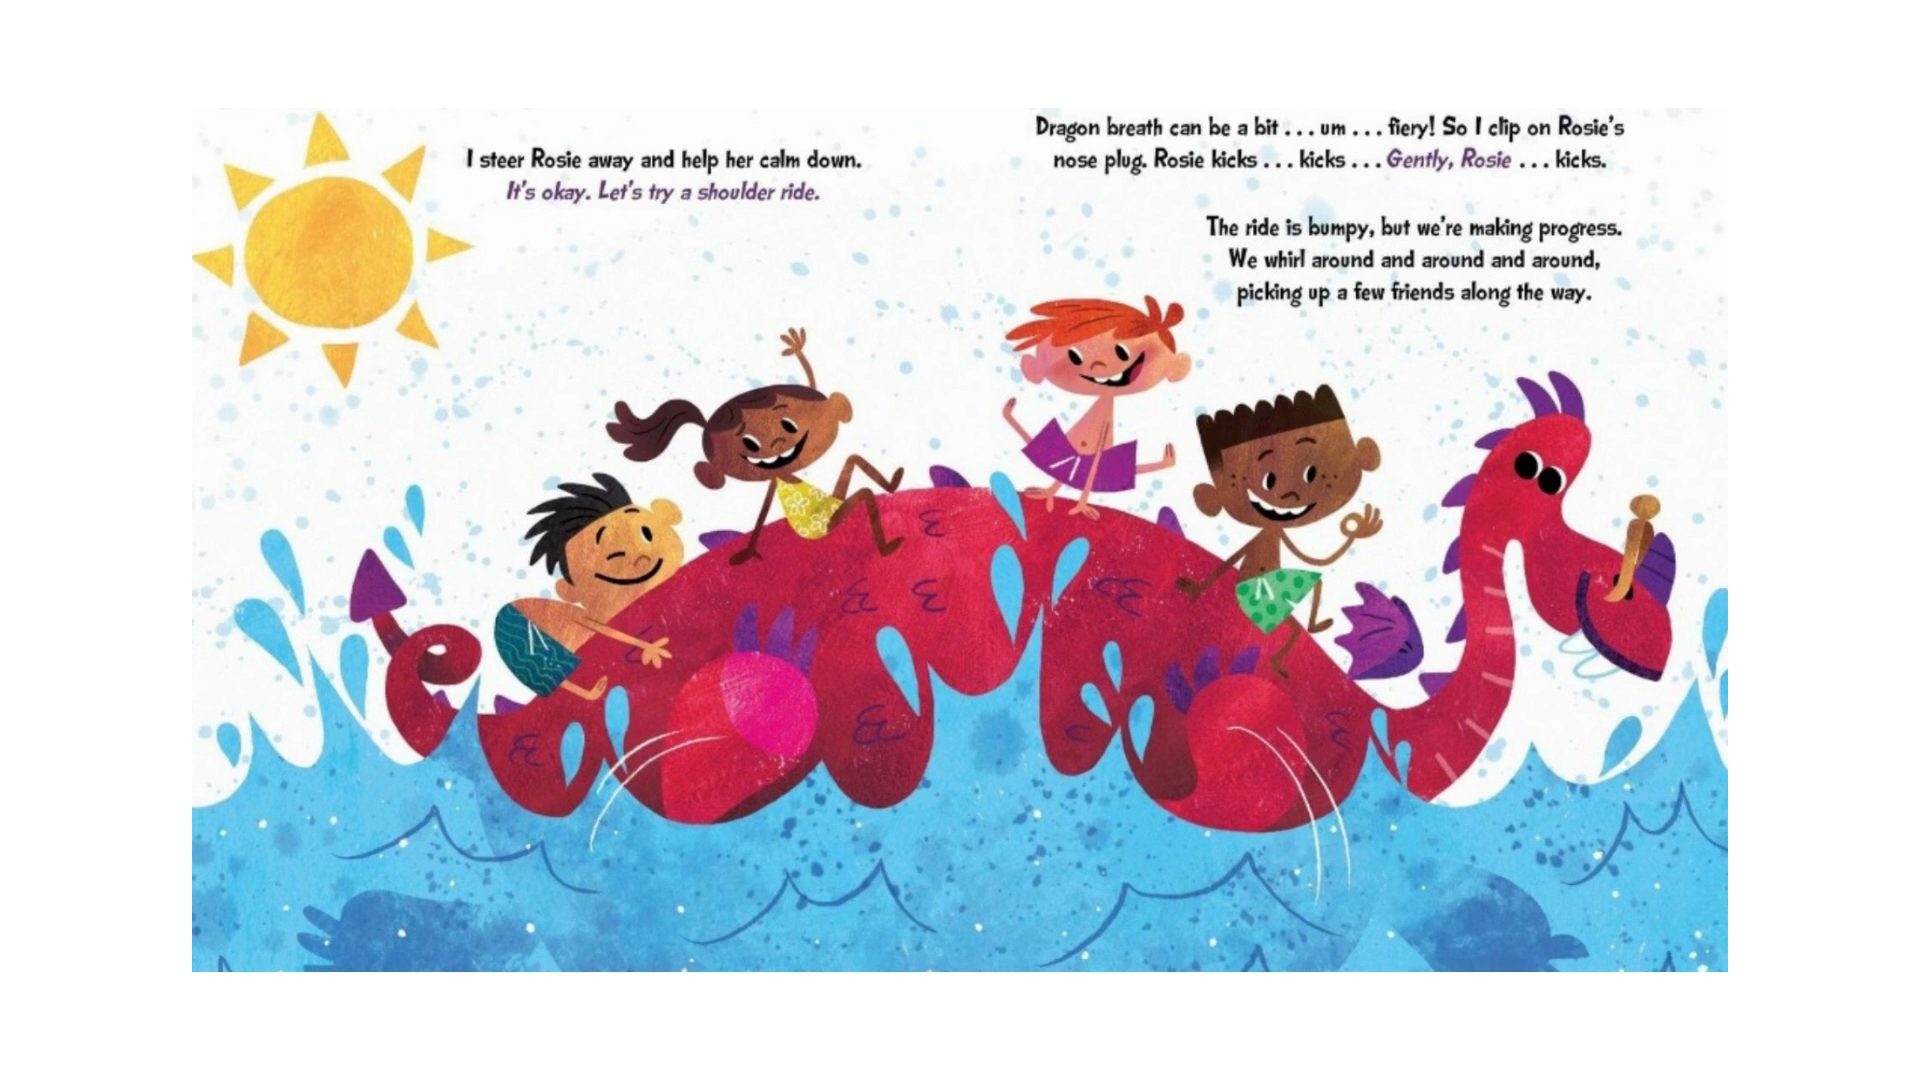 I steer Rosie away and help her calm down.
It's okay. Let's try a shoulder ride.
Dragon breath can be a bit . . . um . . . fiery! So I clip on Rosie's
nose plug. Rosie kicks . . . kicks . . . Gently, Rosie . . . kicks.
The ride is bumpy, but we're making progress.
We whirl around and around and around,
picking up a few friends along the way.